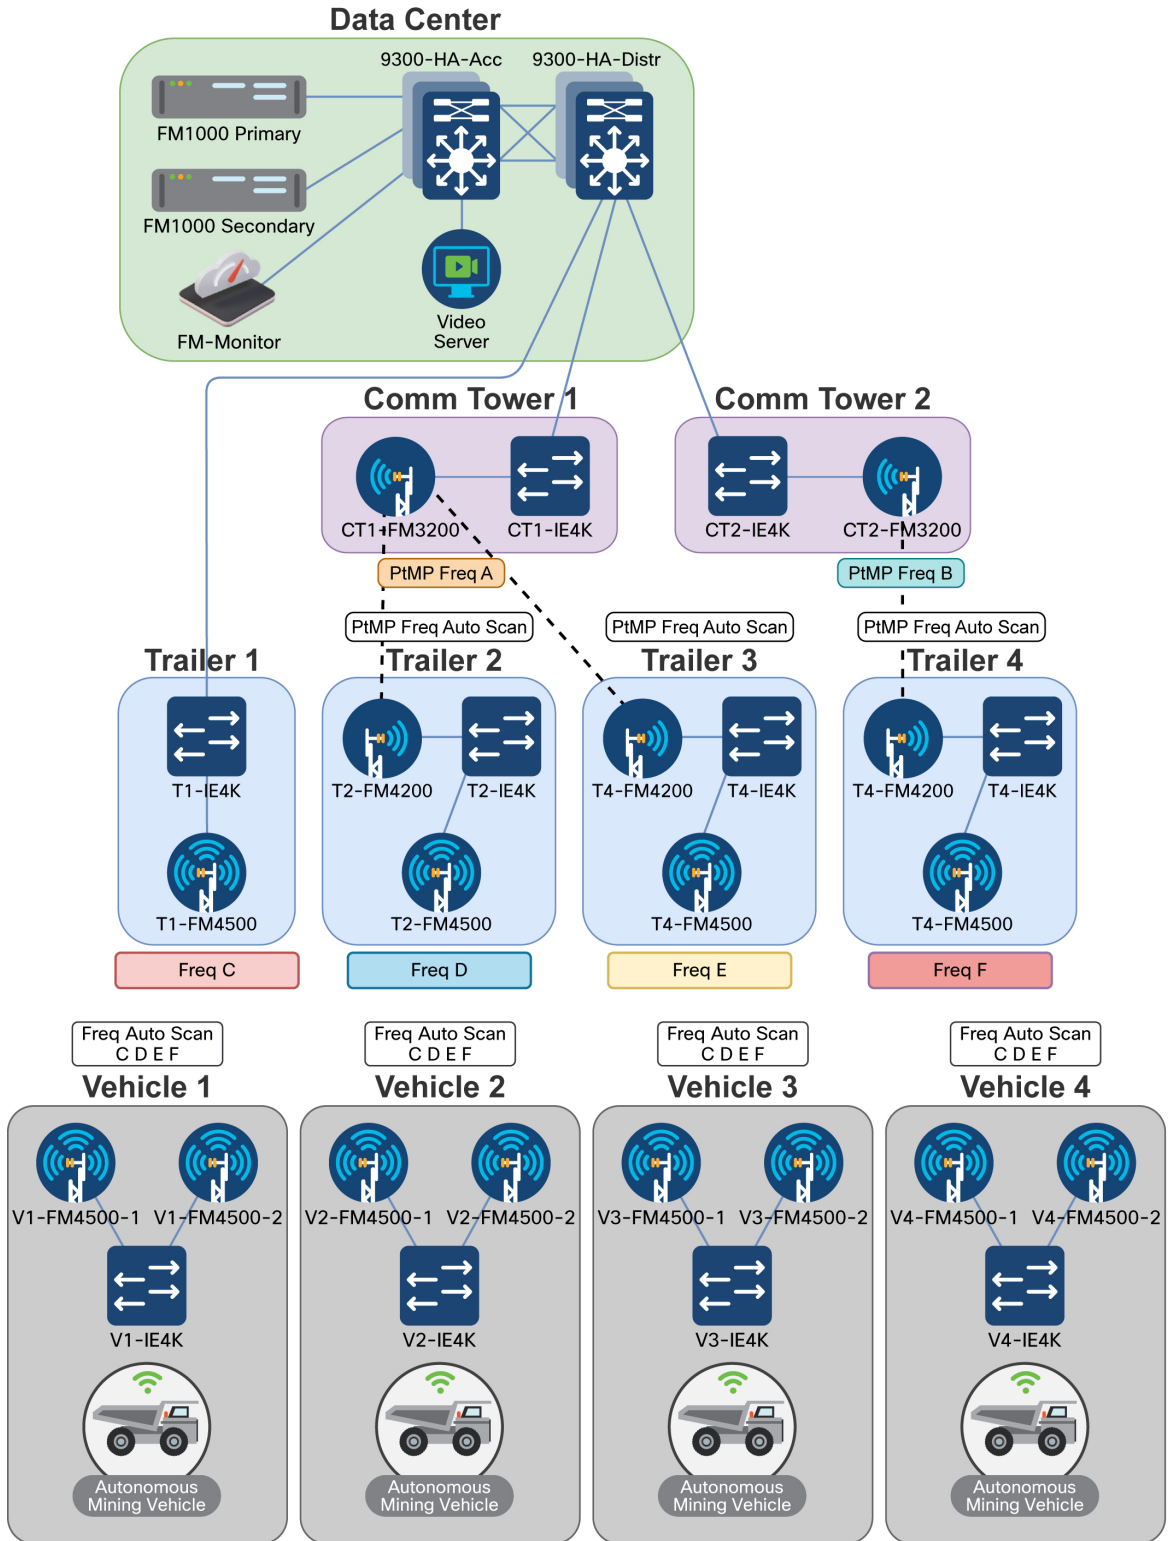 Data Center
9300-HA-Acc
9300-HA-Distr
FM1000 Primary
FM1000 Secondary
FM-Monitor
Video
Server
Comm Tower 1
Comm Tower 2
CT1-FM3200
CT1-IE4K
CT2-IE4K
CT2-FM3200
PtMP Freq A
PtMP Freq B
PtMP Freq Auto Scan
PtMP Freq Auto Scan
PtMP Freq Auto Scan
Trailer 1
Trailer 2
Trailer 3
Trailer 4
T1-IE4K
T2-FM4200
T2-IE4K
T4-FM4200
T4-IE4K
T4-FM4200
T4-IE4K
T1-FM4500
T2-FM4500
T4-FM4500
T4-FM4500
Freq C
Freq D
Freq E
Freq F
Freq Auto Scan
C D E F
Freq Auto Scan
C D E F
Freq Auto Scan
C D E F
Freq Auto Scan
C D E F
Vehicle 1
Vehicle 2
Vehicle 3
Vehicle 4
V1-FM4500-1
V1-FM4500-2
V2-FM4500-1
V2-FM4500-2
V3-FM4500-1
V3-FM4500-2
V4-FM4500-1
V4-FM4500-2
V1-IE4K
V2-IE4K
V3-IE4K
V4-IE4K
Autonomous
Mining Vehicle
Autonomous
Mining Vehicle
Autonomous
Mining Vehicle
Autonomous
Mining Vehicle